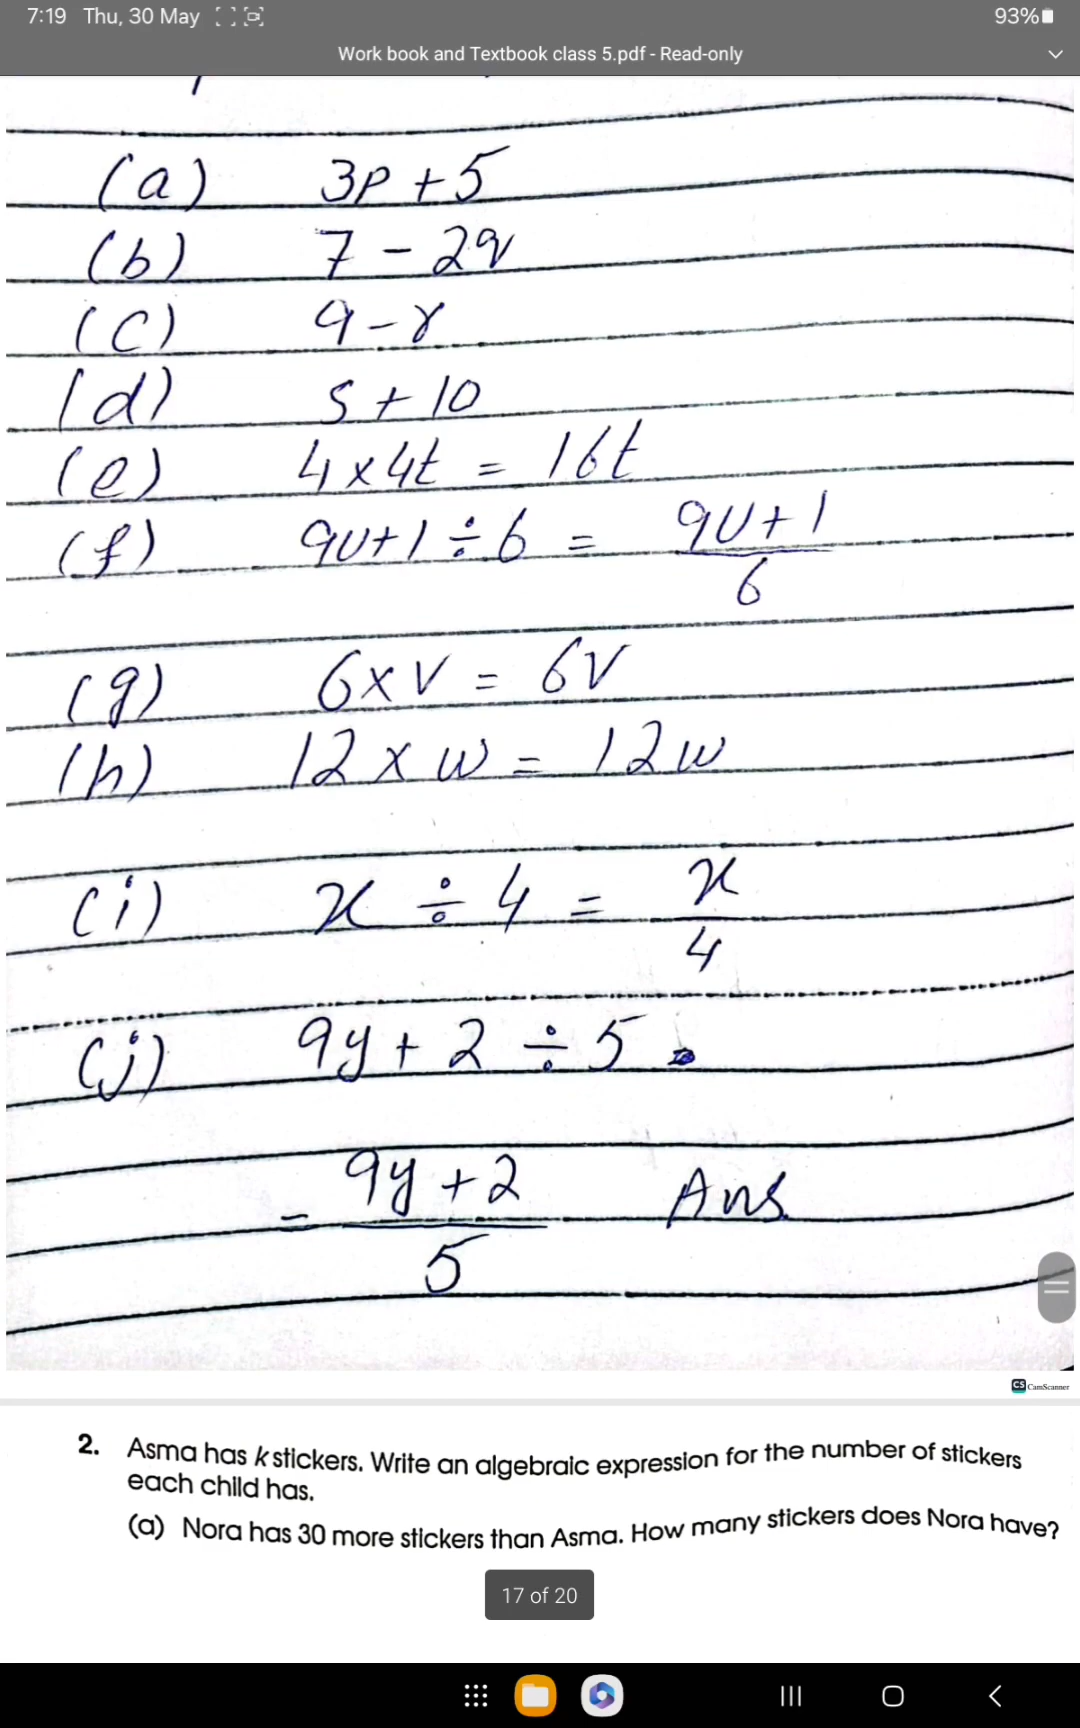 7:19 Thu, 30 May 93%
Work book and Textbook class 5.pdf - Read-only
(a) 3p + 5
(b) 7 - 2q
(c) 9 - r
(d) s + 10
(e) 4 x 4t = 16t
(f) 9u+1 ÷ 6 = 9u+1
6
(g) 6 x v = 6v
(h) 12 x w = 12w
(i) x ÷ 4 = x
4
(j) 9y + 2 ÷ 5
= 9y + 2 Ans.
5
CS CamScanner
2. Asma has k stickers. Write an algebraic expression for the number of stickers
each child has.
(a) Nora has 30 more stickers than Asma. How many stickers does Nora have?
17 of 20